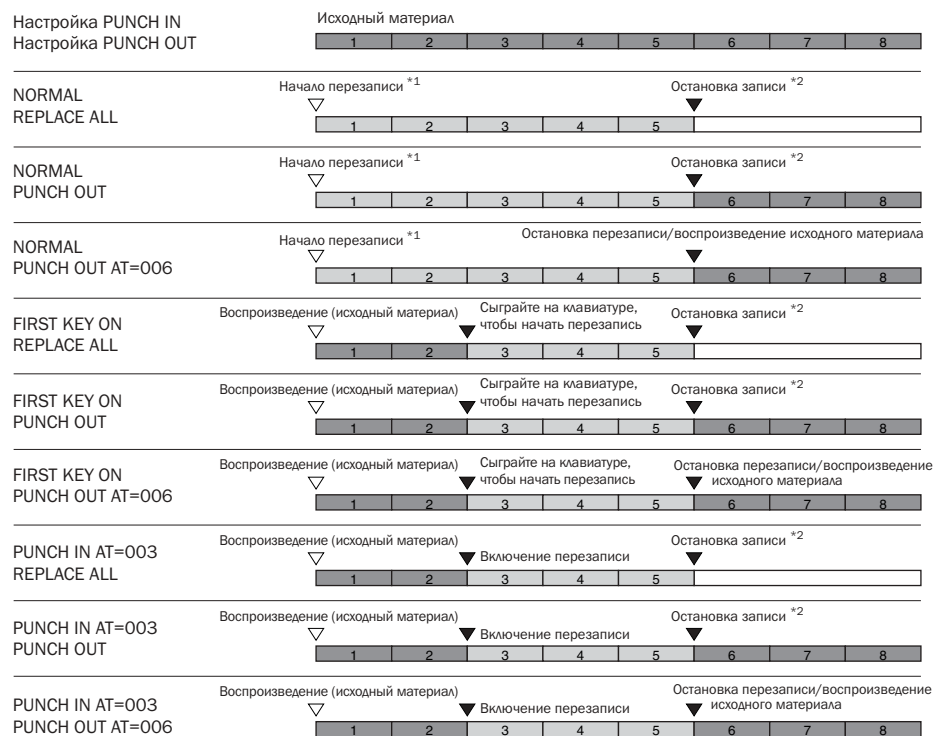 Настройка PUNCH IN
Настройка PUNCH OUT
Исходный материал
1 2 3 4 5 6 7 8
NORMAL
REPLACE ALL
Начало перезаписи *1
Остановка записи *2
1 2 3 4 5
NORMAL
PUNCH OUT
Начало перезаписи *1
Остановка записи *2
1 2 3 4 5 6 7 8
NORMAL
PUNCH OUT AT=006
Начало перезаписи *1
Остановка перезаписи/воспроизведение исходного материала
1 2 3 4 5 6 7 8
FIRST KEY ON
REPLACE ALL
Воспроизведение (исходный материал)
Сыграйте на клавиатуре,
чтобы начать перезапись
Остановка записи *2
1 2 3 4 5
FIRST KEY ON
PUNCH OUT
Воспроизведение (исходный материал)
Сыграйте на клавиатуре,
чтобы начать перезапись
Остановка записи *2
1 2 3 4 5 6 7 8
FIRST KEY ON
PUNCH OUT AT=006
Воспроизведение (исходный материал)
Сыграйте на клавиатуре,
чтобы начать перезапись
Остановка перезаписи/воспроизведение
исходного материала
1 2 3 4 5 6 7 8
PUNCH IN AT=003
REPLACE ALL
Воспроизведение (исходный материал)
Включение перезаписи
Остановка записи *2
1 2 3 4 5
PUNCH IN AT=003
PUNCH OUT
Воспроизведение (исходный материал)
Включение перезаписи
Остановка записи *2
1 2 3 4 5 6 7 8
PUNCH IN AT=003
PUNCH OUT AT=006
Воспроизведение (исходный материал)
Включение перезаписи
Остановка перезаписи/воспроизведение
исходного материала
1 2 3 4 5 6 7 8